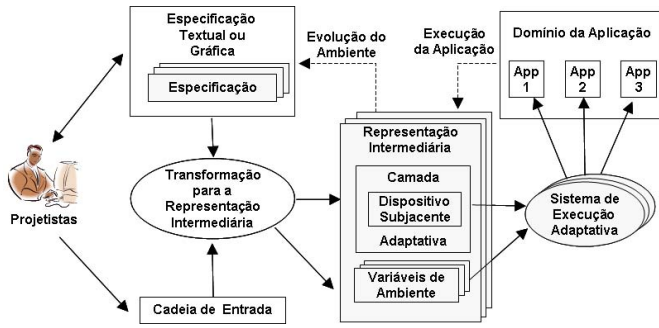 Especificação
Textual ou
Gráfica
Especificação
Evolução do
Ambiente
Execução
da Aplicação
Domínio da Aplicação
App
1
App
2
App
3
Projetistas
Transformação
para a
Representação
Intermediária
Representação
Intermediária
Camada
Dispositivo
Subjacente
Adaptativa
Variáveis de
Ambiente
Sistema de
Execução
Adaptativa
Cadeia de Entrada